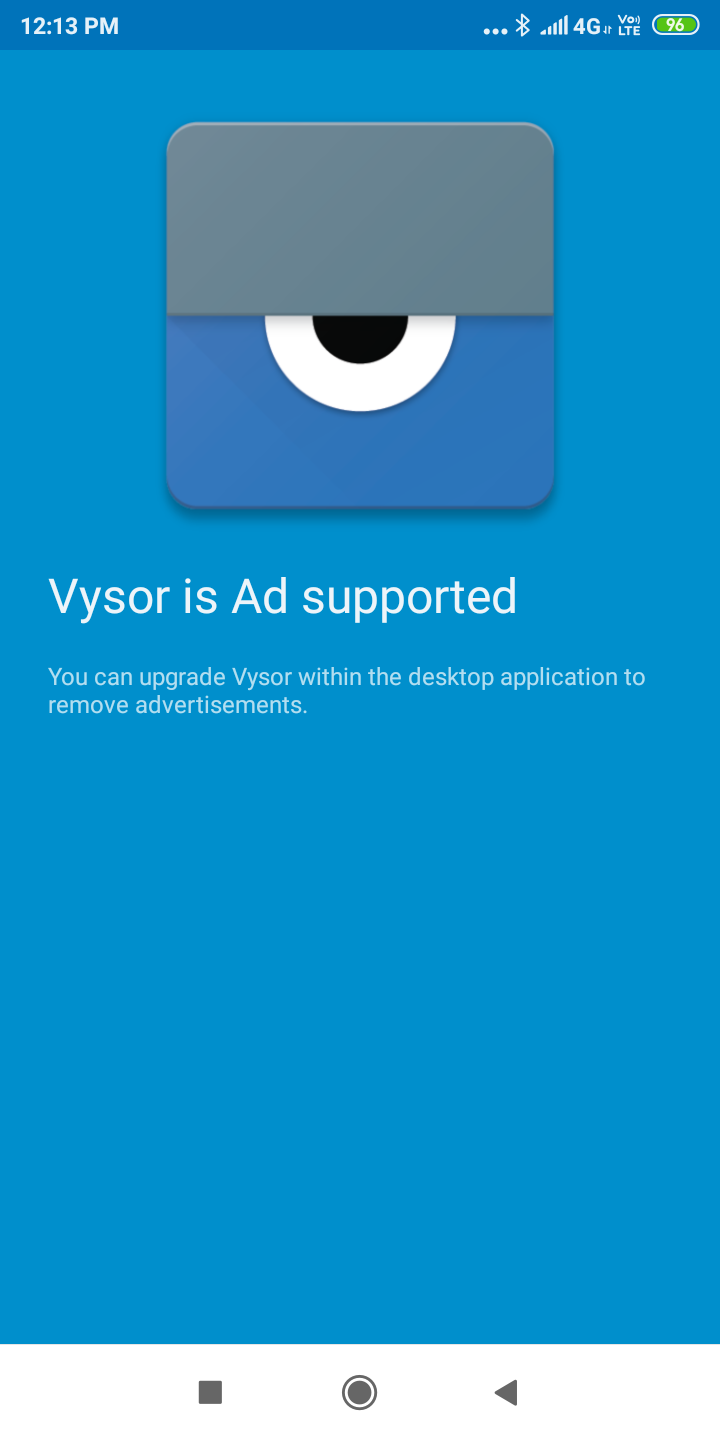 12:13 PM
4G
Vo
LTE
96
Vysor is Ad supported
You can upgrade Vysor within the desktop application to
remove advertisements.